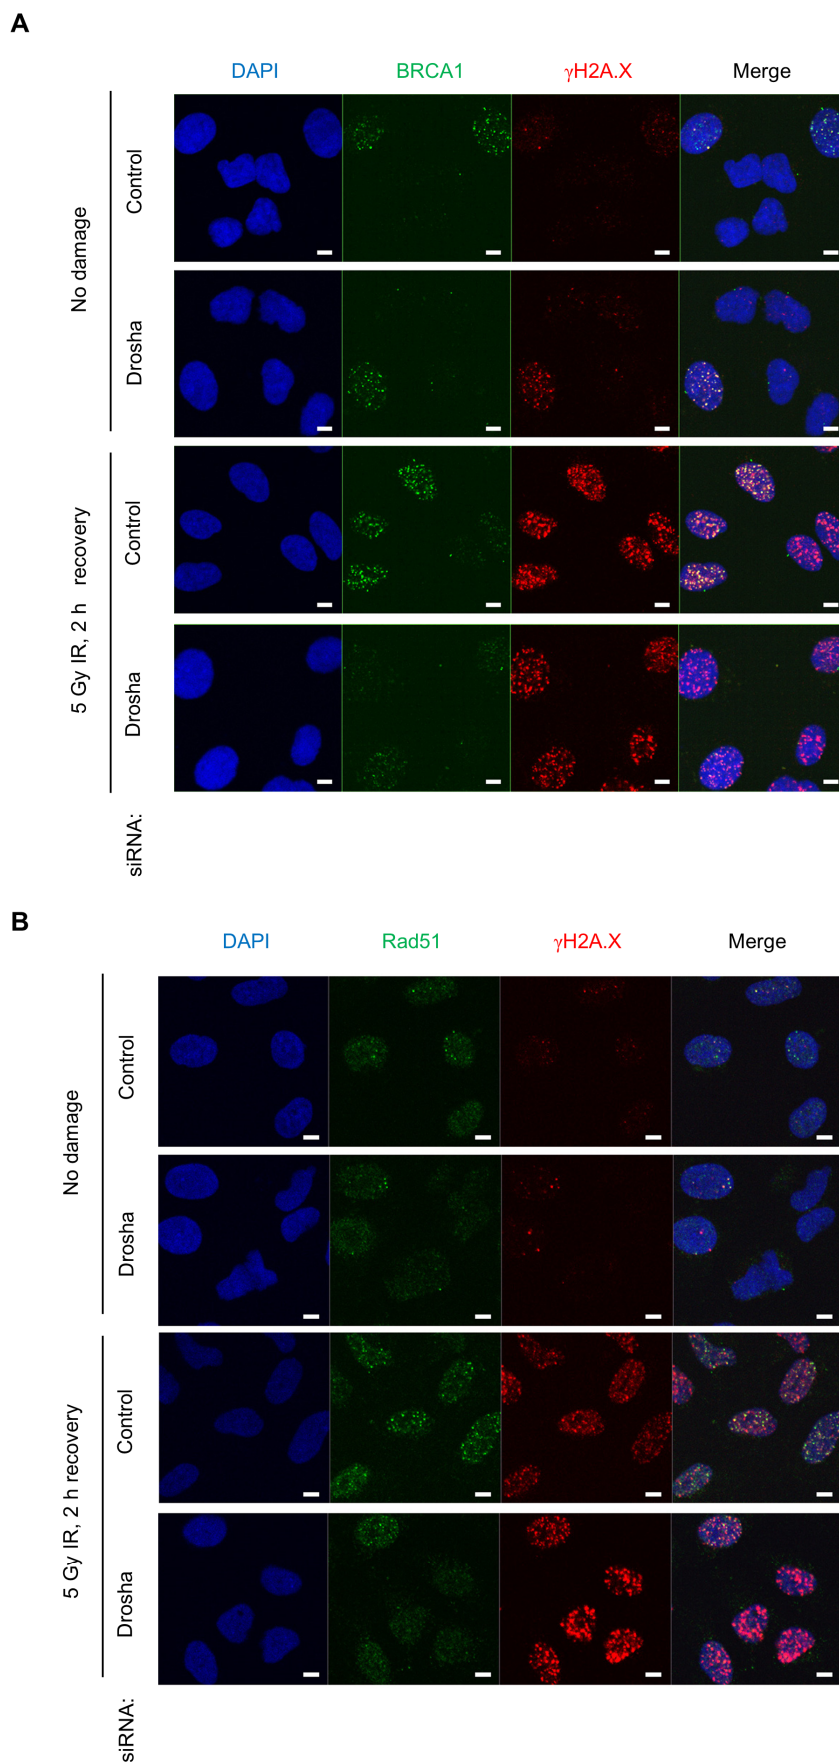 A
DAPI BRCA1 γH2A.X Merge
No damage
Control
Drosha
5 Gy IR, 2 h recovery
Control
Drosha
siRNA:
B
DAPI Rad51 γH2A.X Merge
No damage
Control
Drosha
5 Gy IR, 2 h recovery
Control
Drosha
siRNA: